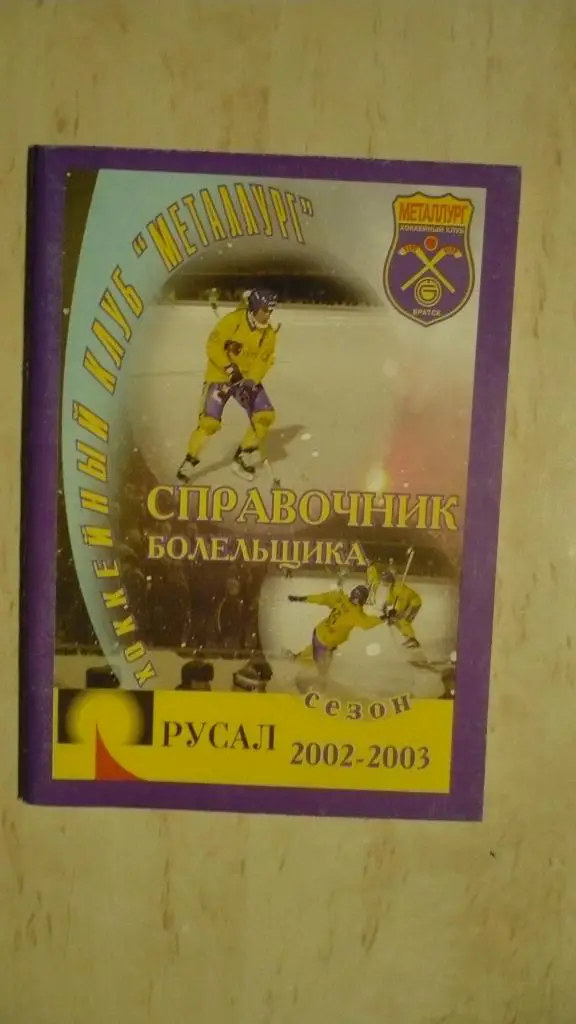 ХОККЕЙНЫЙ КЛУБ "МЕТАЛЛУРГ"
МЕТАЛЛУРГ
ХОККЕЙНЫЙ КЛУБ
БРАТСК
СПРАВОЧНИК
БОЛЕЛЬЩИКА
сезон
РУСАЛ
2002-2003